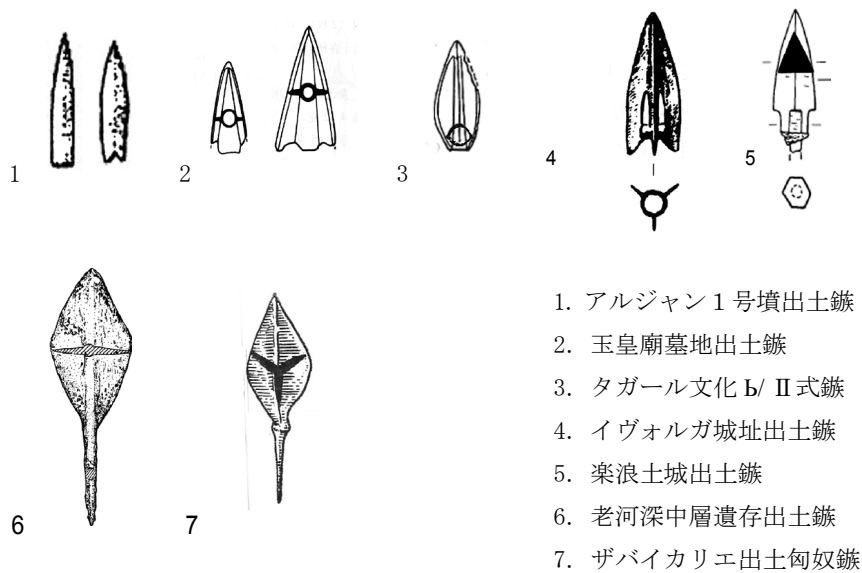 1
2
3
4
5
6
7
1. アルジャン１号墳出土鏃
2. 玉皇廟墓地出土鏃
3. タガール文化 Ь/ Ⅱ式鏃
4. イヴォルガ城址出土鏃
5. 楽浪土城出土鏃
6. 老河深中層遺存出土鏃
7. ザバイカリエ出土匈奴鏃